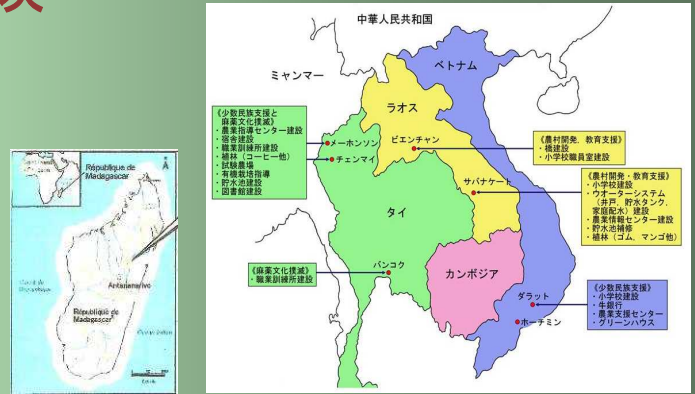 中華人民共和国
ミャンマー
ベトナム
ラオス
タイ
カンボジア
メーホンソン
チェンマイ
ビエンチャン
サバナケート
バンコク
ダラット
ホーチミン
《少数民族支援と
麻薬文化撲滅》
・農業指導センター建設
・宿舎建設
・職業訓練所建設
・植林（コーヒー他）
・試験農場
・有機栽培指導
・貯水池建設
・図書館建設
《麻薬文化撲滅》
・職業訓練所建設
《農村開発、教育支援》
・橋建設
・小学校職員室建設
《農村開発・教育支援》
・小学校建設
・ウオーターシステム
（井戸、貯水タンク、
家庭配水）建設
・農業情報センター建設
・貯水池補修
・植林（ゴム、マンゴ他）
《少数民族支援》
・小学校建設
・牛銀行
・農業支援センター
・グリーンハウス
République de
Madagascar
Antananarivo
République de
Madagascar